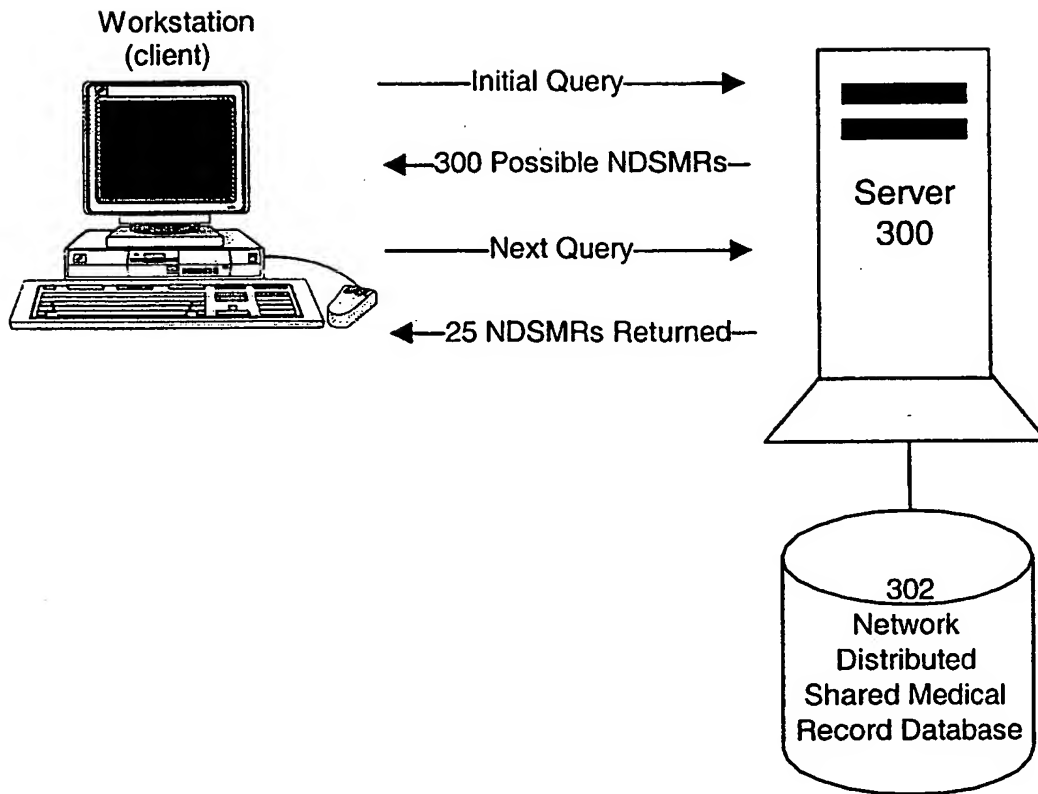 Workstation
(client)
Initial Query
300 Possible NDSMRs
Next Query
25 NDSMRs Returned
Server
300
302
Network
Distributed
Shared Medical
Record Database